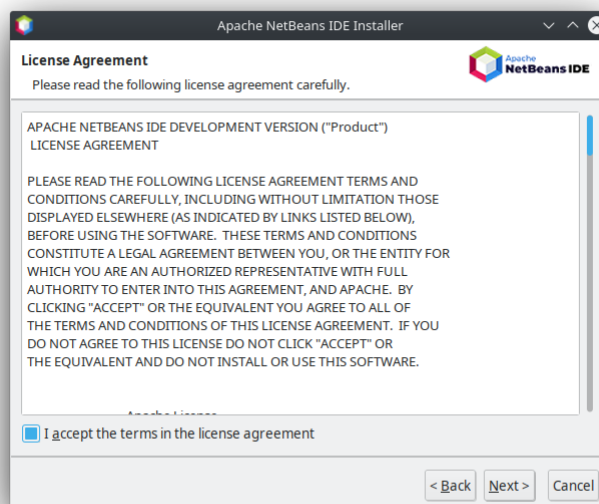 Apache NetBeans IDE Installer
License Agreement
Please read the following license agreement carefully.
Apache
NetBeans IDE
APACHE NETBEANS IDE DEVELOPMENT VERSION ("Product")
LICENSE AGREEMENT
PLEASE READ THE FOLLOWING LICENSE AGREEMENT TERMS AND
CONDITIONS CAREFULLY, INCLUDING WITHOUT LIMITATION THOSE
DISPLAYED ELSEWHERE (AS INDICATED BY LINKS LISTED BELOW),
BEFORE USING THE SOFTWARE.  THESE TERMS AND CONDITIONS
CONSTITUTE A LEGAL AGREEMENT BETWEEN YOU, OR THE ENTITY FOR
WHICH YOU ARE AN AUTHORIZED REPRESENTATIVE WITH FULL
AUTHORITY TO ENTER INTO THIS AGREEMENT, AND APACHE.  BY
CLICKING "ACCEPT" OR THE EQUIVALENT YOU AGREE TO ALL OF
THE TERMS AND CONDITIONS OF THIS LICENSE AGREEMENT.  IF YOU
DO NOT AGREE TO THIS LICENSE DO NOT CLICK "ACCEPT" OR
THE EQUIVALENT AND DO NOT INSTALL OR USE THIS SOFTWARE.
Apache License
I accept the terms in the license agreement
< Back
Next >
Cancel